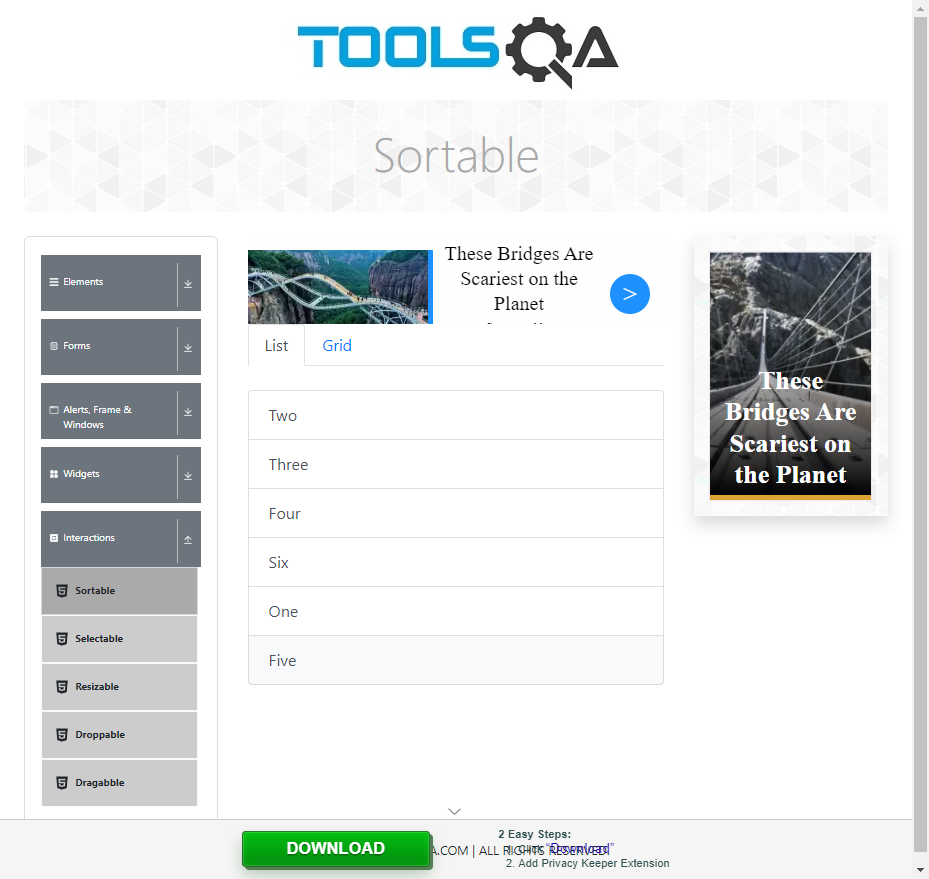 TOOLSQA
Sortable
Elements
Forms
Alerts, Frame &
Windows
Widgets
Interactions
Sortable
Selectable
Resizable
Droppable
Dragabble
These Bridges Are
Scariest on the
Planet
>
List
Grid
Two
Three
Four
Six
One
Five
These
Bridges Are
Scariest on
the Planet
DOWNLOAD
2 Easy Steps:
1. Click "Download"
A.COM | ALL RIGHTS RESERVED.
2. Add Privacy Keeper Extension